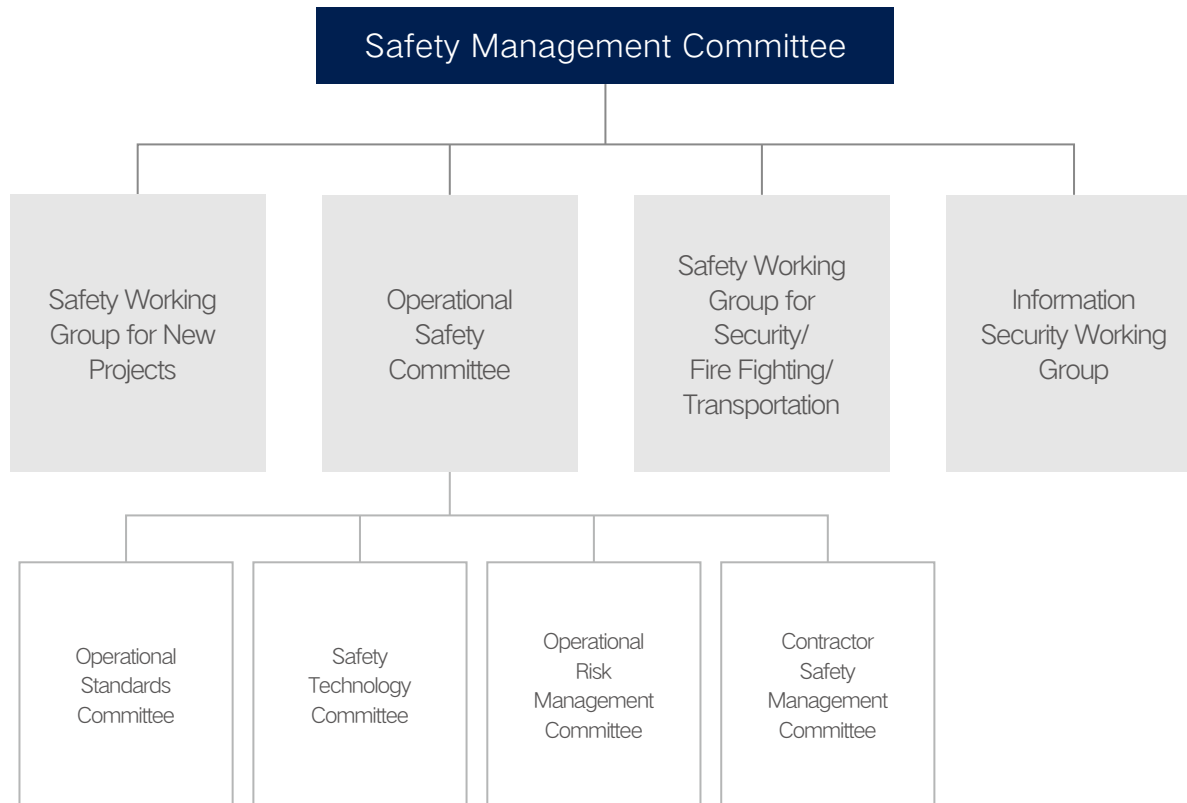 Safety Management Committee
Safety Working
Group for New
Projects
Operational
Safety
Committee
Safety Working
Group for
Security/
Fire Fighting/
Transportation
Information
Security Working
Group
Operational
Standards
Committee
Safety
Technology
Committee
Operational
Risk
Management
Committee
Contractor
Safety
Management
Committee